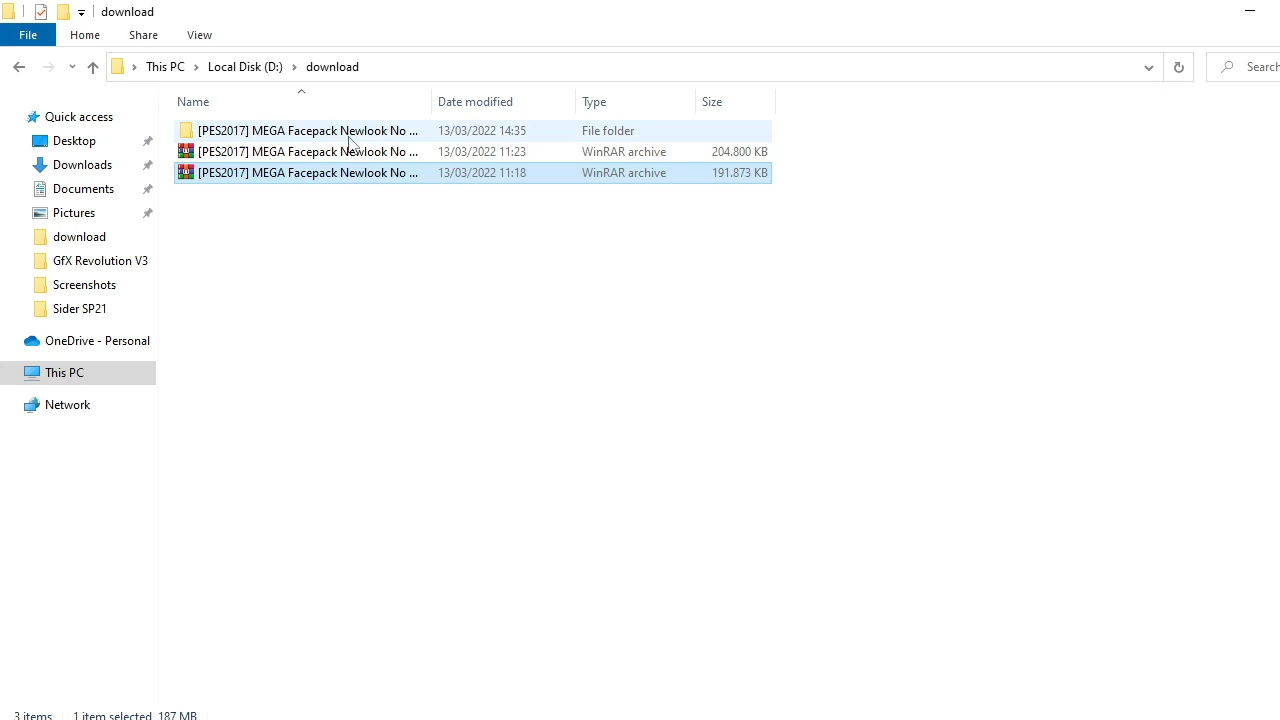 download
File Home Share View
This PC Local Disk (D:) download Search
Name Date modified Type Size
[PES2017] MEGA Facepack Newlook No ... 13/03/2022 14:35 File folder
[PES2017] MEGA Facepack Newlook No ... 13/03/2022 11:23 WinRAR archive 204.800 KB
[PES2017] MEGA Facepack Newlook No ... 13/03/2022 11:18 WinRAR archive 191.873 KB
Quick access
Desktop
Downloads
Documents
Pictures
download
GfX Revolution V3
Screenshots
Sider SP21
OneDrive - Personal
This PC
Network
3 items 1 item selected 187 MB